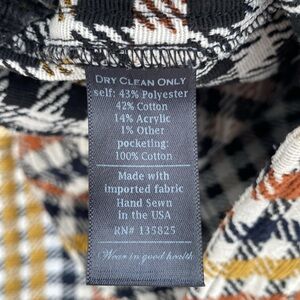 DRY CLEAN ONLY
self: 43% Polyester
42% Cotton
14% Acrylic
1% Other
pocketing:
100% Cotton
Made with
imported fabric
Hand Sewn
in the USA
RN# 135825
Wear in good health